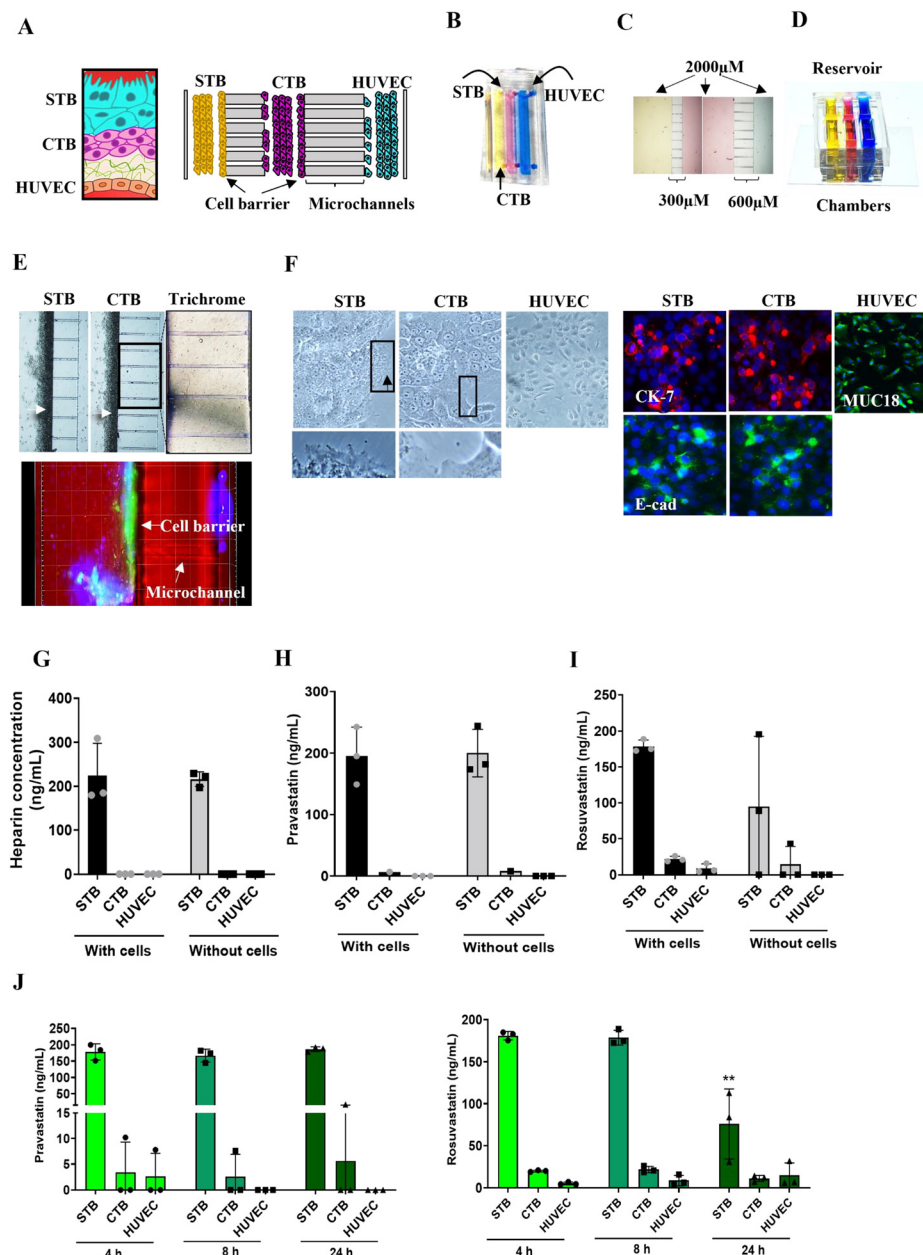 A
STB
CTB
HUVEC
STB
CTB
HUVEC
Cell barrier
Microchannels
B
STB
HUVEC
CTB
C
2000µM
300µM
600µM
D
Reservoir
Chambers
E
STB
CTB
Trichrome
Cell barrier
Microchannel
F
STB
CTB
HUVEC
STB
CTB
HUVEC
CK-7
MUC18
E-cad
G
Heparin concentration
(ng/mL)
400
300
200
100
0
STB
CTB
HUVEC
STB
CTB
HUVEC
With cells
Without cells
H
Pravastatin (ng/mL)
300
200
100
0
STB
CTB
HUVEC
STB
CTB
HUVEC
With cells
Without cells
I
Rosuvastatin (ng/mL)
200
150
100
50
0
STB
CTB
HUVEC
STB
CTB
HUVEC
With cells
Without cells
J
Pravastatin (ng/mL)
250
200
150
100
50
15
10
5
0
STB
CTB
HUVEC
STB
CTB
HUVEC
STB
CTB
HUVEC
4 h
8 h
24 h
Rosuvastatin (ng/mL)
200
150
100
50
0
**
STB
CTB
HUVEC
STB
CTB
HUVEC
STB
CTB
HUVEC
4 h
8 h
24 h